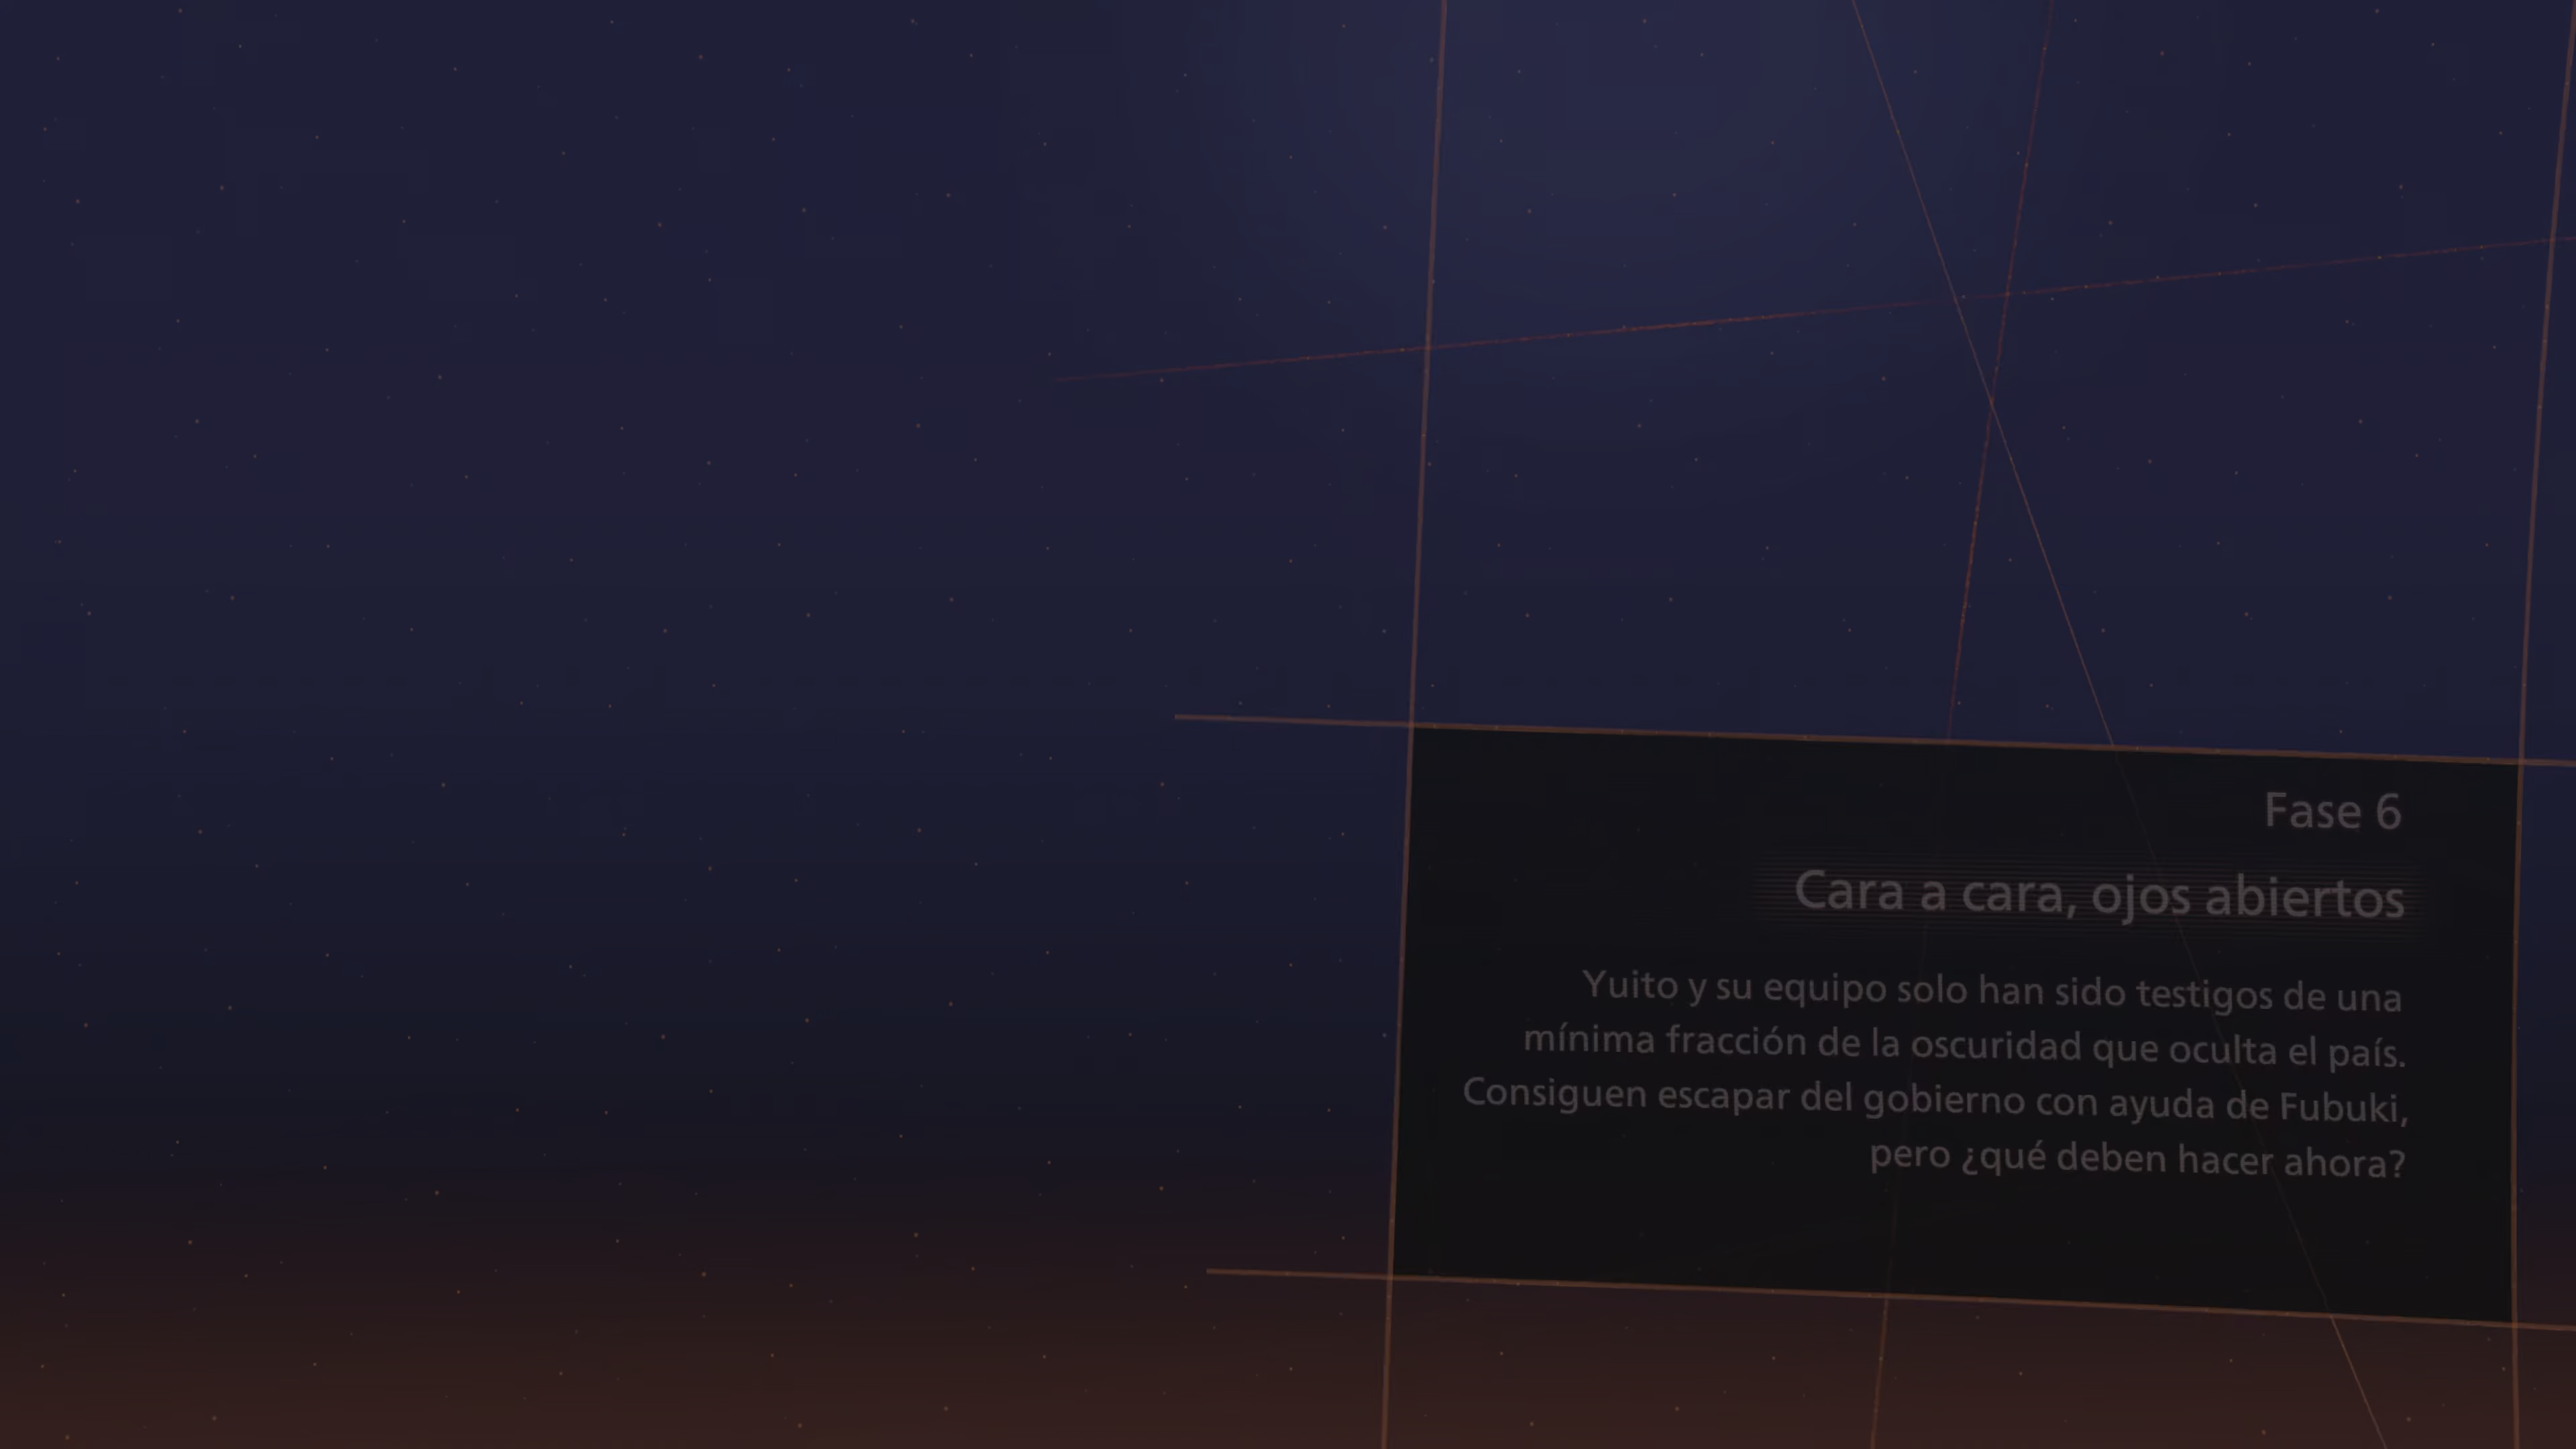 Fase 6
Cara a cara, ojos abiertos
Yuito y su equipo solo han sido testigos de una
mínima fracción de la oscuridad que oculta el país.
Consiguen escapar del gobierno con ayuda de Fubuki,
pero ¿qué deben hacer ahora?